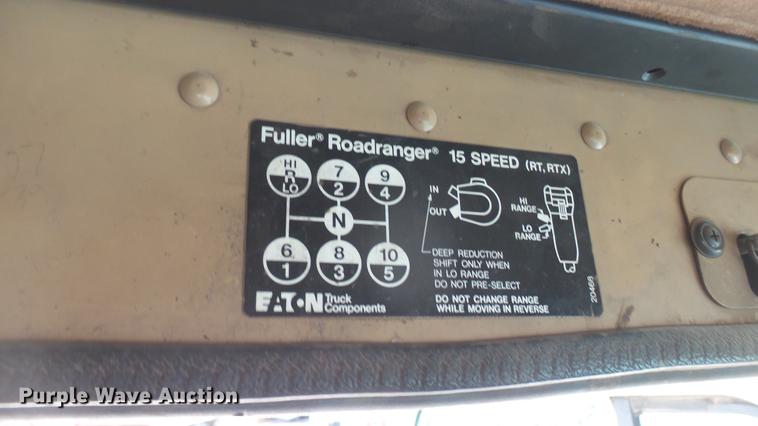 Fuller® Roadranger® 15 SPEED (RT, RTX)
HI R LO
7 2
9 4
N
6 1
8 3
10 5
IN
OUT
HI RANGE
LO RANGE
DEEP REDUCTION
SHIFT ONLY WHEN
IN LO RANGE
DO NOT PRE-SELECT
DO NOT CHANGE RANGE
WHILE MOVING IN REVERSE
EATON Truck Components
20466
Purple Wave Auction